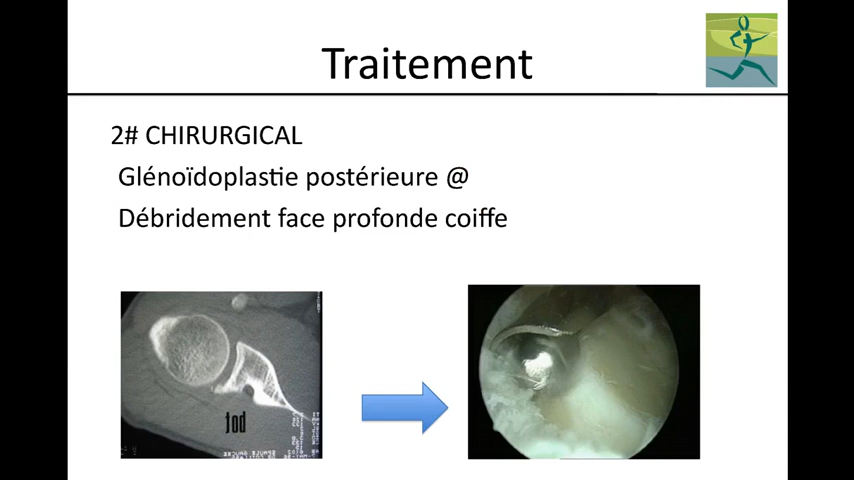 Traitement
2# CHIRURGICAL
Glénoïdoplastie postérieure @
Débridement face profonde coiffe